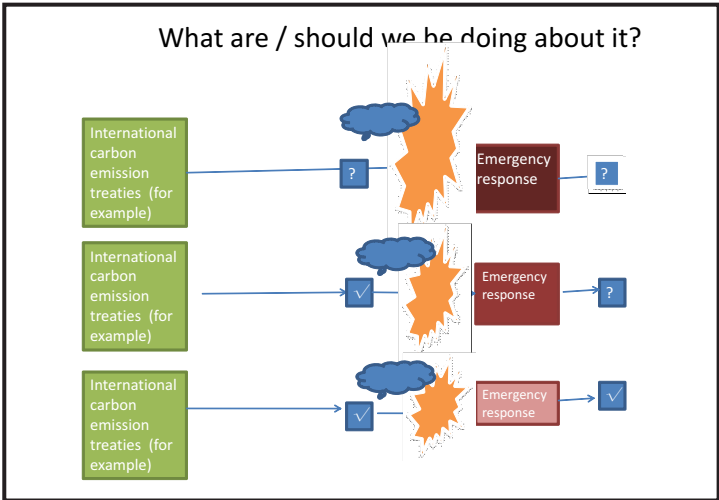 What are / should we be doing about it?
International
carbon
emission
treaties (for
example)
?
Emergency
response
?
International
carbon
emission
treaties (for
example)
√
Emergency
response
?
International
carbon
emission
treaties (for
example)
√
Emergency
response
√